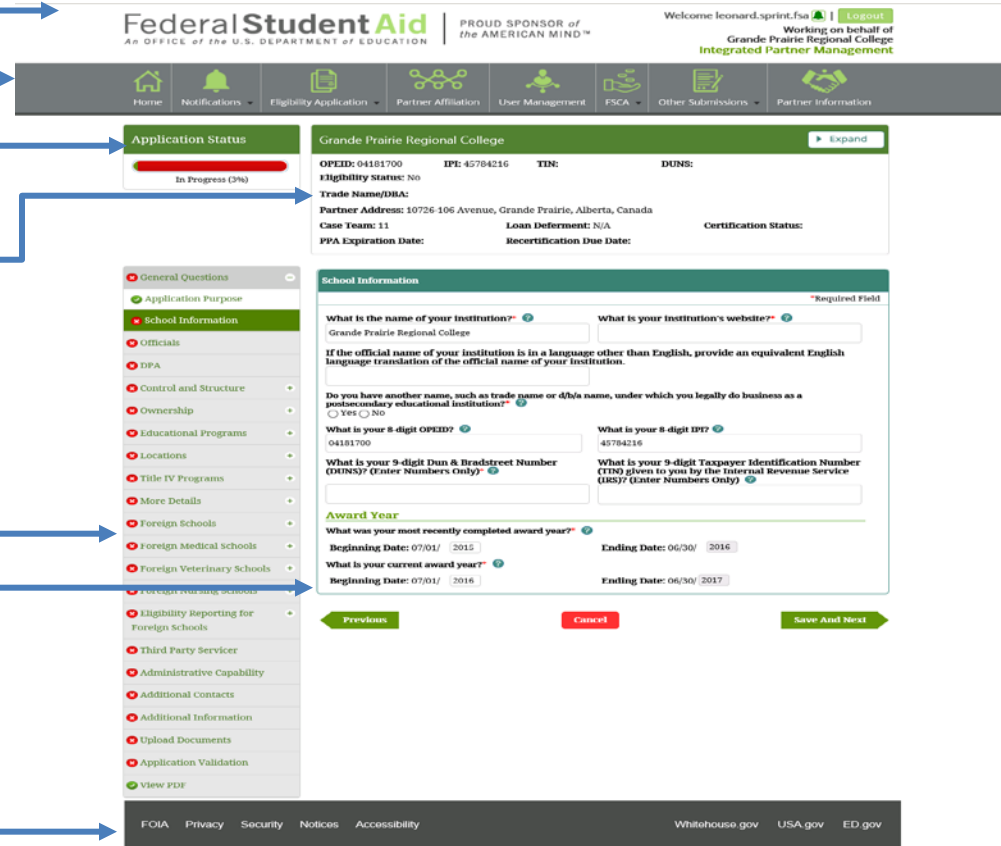 Federal Student Aid
An OFFICE of the U.S. DEPARTMENT of EDUCATION
PROUD SPONSOR of
the AMERICAN MIND™
Welcome leonard.sprint.fsa | Logout
Working on behalf of
Grande Prairie Regional College
Integrated Partner Management
Home Notifications Eligibility Application Partner Affiliation User Management FSCA Other Submissions Partner Information
Application Status
In Progress (3%)
Grande Prairie Regional College Expand
OPEID: 04181700 IPI: 45784216 TIN: DUNS:
Eligibility Status: No
Trade Name/DBA:
Partner Address: 10726-106 Avenue, Grande Prairie, Alberta, Canada
Case Team: 11 Loan Deferment: N/A Certification Status:
PPA Expiration Date: Recertification Due Date:
General Questions
Application Purpose
School Information
Officials
DPA
Control and Structure
Ownership
Educational Programs
Locations
Title IV Programs
More Details
Foreign Schools
Foreign Medical Schools
Foreign Veterinary Schools
Foreign Nursing Schools
Eligibility Reporting for
Foreign Schools
Third Party Servicer
Administrative Capability
Additional Contacts
Additional Information
Upload Documents
Application Validation
View PDF
School Information
*Required Field
What is the name of your institution?* What is your institution's website?*
Grande Prairie Regional College
If the official name of your institution is in a language other than English, provide an equivalent English
language translation of the official name of your institution.
Do you have another name, such as trade name or d/b/a name, under which you legally do business as a
postsecondary educational institution?*
Yes No
What is your 8-digit OPEID? What is your 8-digit IPI?
04181700 45784216
What is your 9-digit Dun & Bradstreet Number
(DUNS)? (Enter Numbers Only)*
What is your 9-digit Taxpayer Identification Number
(TIN) given to you by the Internal Revenue Service
(IRS)? (Enter Numbers Only)
Award Year
What was your most recently completed award year?*
Beginning Date: 07/01/ 2015 Ending Date: 06/30/ 2016
What is your current award year?*
Beginning Date: 07/01/ 2016 Ending Date: 06/30/ 2017
Previous Cancel Save And Next
FOIA Privacy Security Notices Accessibility Whitehouse.gov USA.gov ED.gov